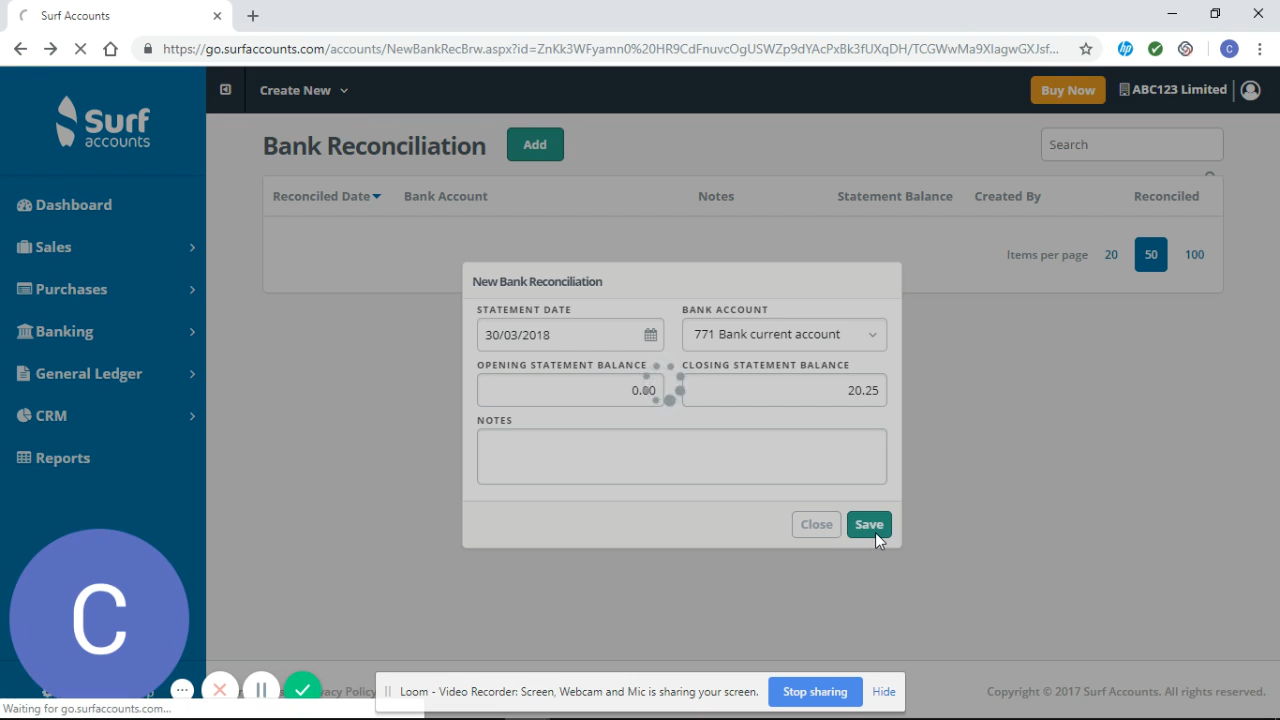 Surf Accounts
https://go.surfaccounts.com/accounts/NewBankRecBrw.aspx?id=ZnKk3WFyamn0%20HR9CdFnuvcOgUSWZp9dYAcPxBk3fUXqDH/TCGWwMa9XIagwGXJsf...
C
Surf
accounts
Create New
Buy Now
ABC123 Limited
Dashboard
Sales
Purchases
Banking
General Ledger
CRM
Reports
Bank Reconciliation
Add
Search
Reconciled Date Bank Account Notes Statement Balance Created By Reconciled
Items per page 20 50 100
New Bank Reconciliation
STATEMENT DATE BANK ACCOUNT
30/03/2018 771 Bank current account
OPENING STATEMENT BALANCE CLOSING STATEMENT BALANCE
0.00 20.25
NOTES
Close Save
C
Loom - Video Recorder: Screen, Webcam and Mic is sharing your screen. Stop sharing Hide
Copyright © 2017 Surf Accounts. All rights reserved.
Waiting for go.surfaccounts.com...